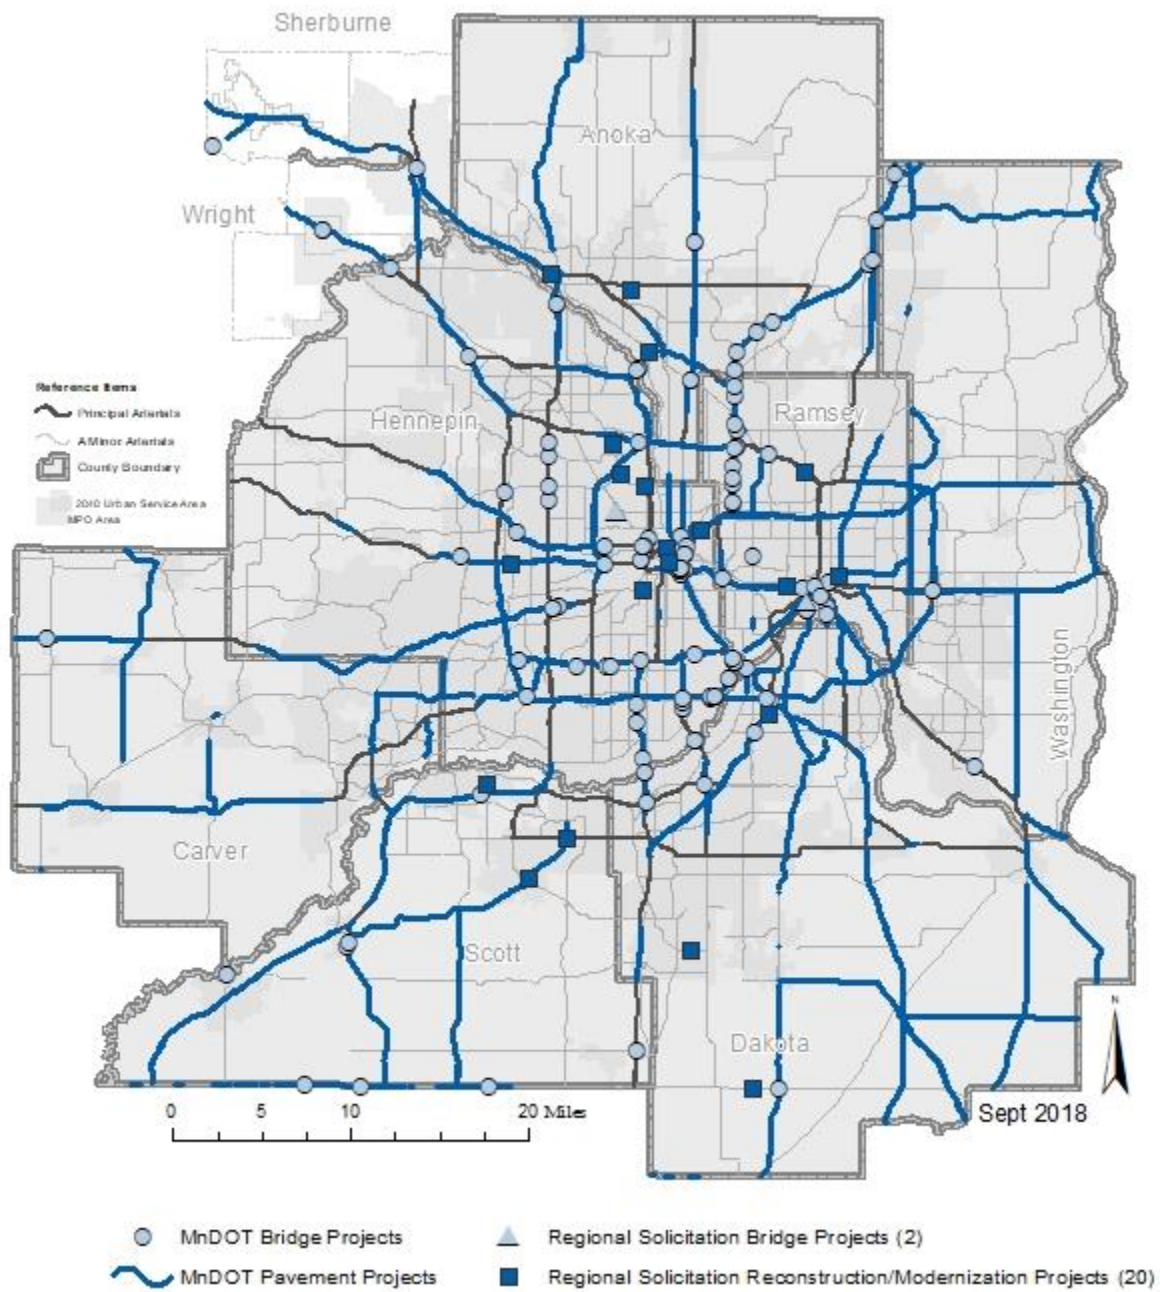 Sherburne
Anoka
Wright
Reference Items
Principal Arterials
A Minor Arterials
County Boundary
2010 Urban Service Area
MPO Area
Hennepin
Ramsey
Washington
Carver
Scott
Dakota
N
Sept 2018
0 5 10 20 Miles
MnDOT Bridge Projects
Regional Solicitation Bridge Projects (2)
MnDOT Pavement Projects
Regional Solicitation Reconstruction/Modernization Projects (20)